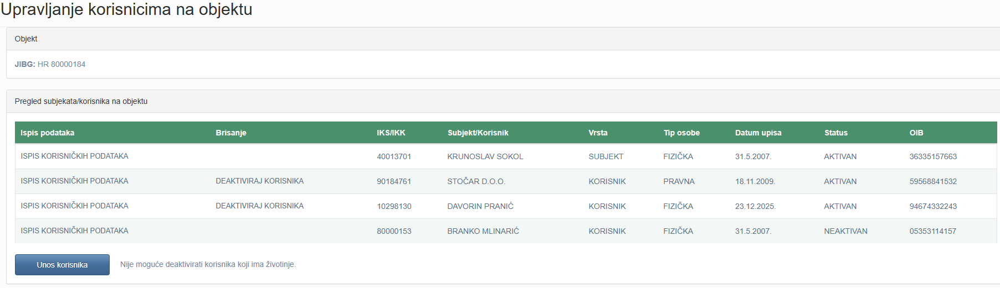 Upravljanje korisnicima na objektu
Objekt
JIBG: HR 80000184
Pregled subjekata/korisnika na objektu
Ispis podataka Brisanje IKS/IKK Subjekt/Korisnik Vrsta Tip osobe Datum upisa Status OIB
ISPIS KORISNIČKIH PODATAKA 40013701 KRUNOSLAV SOKOL SUBJEKT FIZIČKA 31.5.2007. AKTIVAN 36335157663
ISPIS KORISNIČKIH PODATAKA DEAKTIVIRAJ KORISNIKA 90184761 STOČAR D.O.O. KORISNIK PRAVNA 18.11.2009. AKTIVAN 59568841532
ISPIS KORISNIČKIH PODATAKA DEAKTIVIRAJ KORISNIKA 10298130 DAVORIN PRANIĆ KORISNIK FIZIČKA 23.12.2025. AKTIVAN 94674332243
ISPIS KORISNIČKIH PODATAKA 80000153 BRANKO MLINARIĆ KORISNIK FIZIČKA 31.5.2007. NEAKTIVAN 05353114157
Unos korisnika Nije moguće deaktivirati korisnika koji ima životinje.